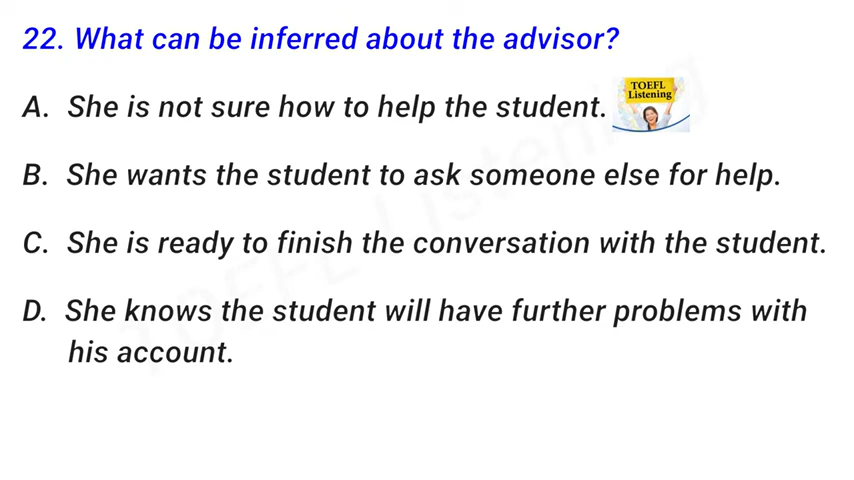 22. What can be inferred about the advisor?
A. She is not sure how to help the student.
TOEFL
Listening
B. She wants the student to ask someone else for help.
C. She is ready to finish the conversation with the student.
D. She knows the student will have further problems with
his account.
TOEFL Listening